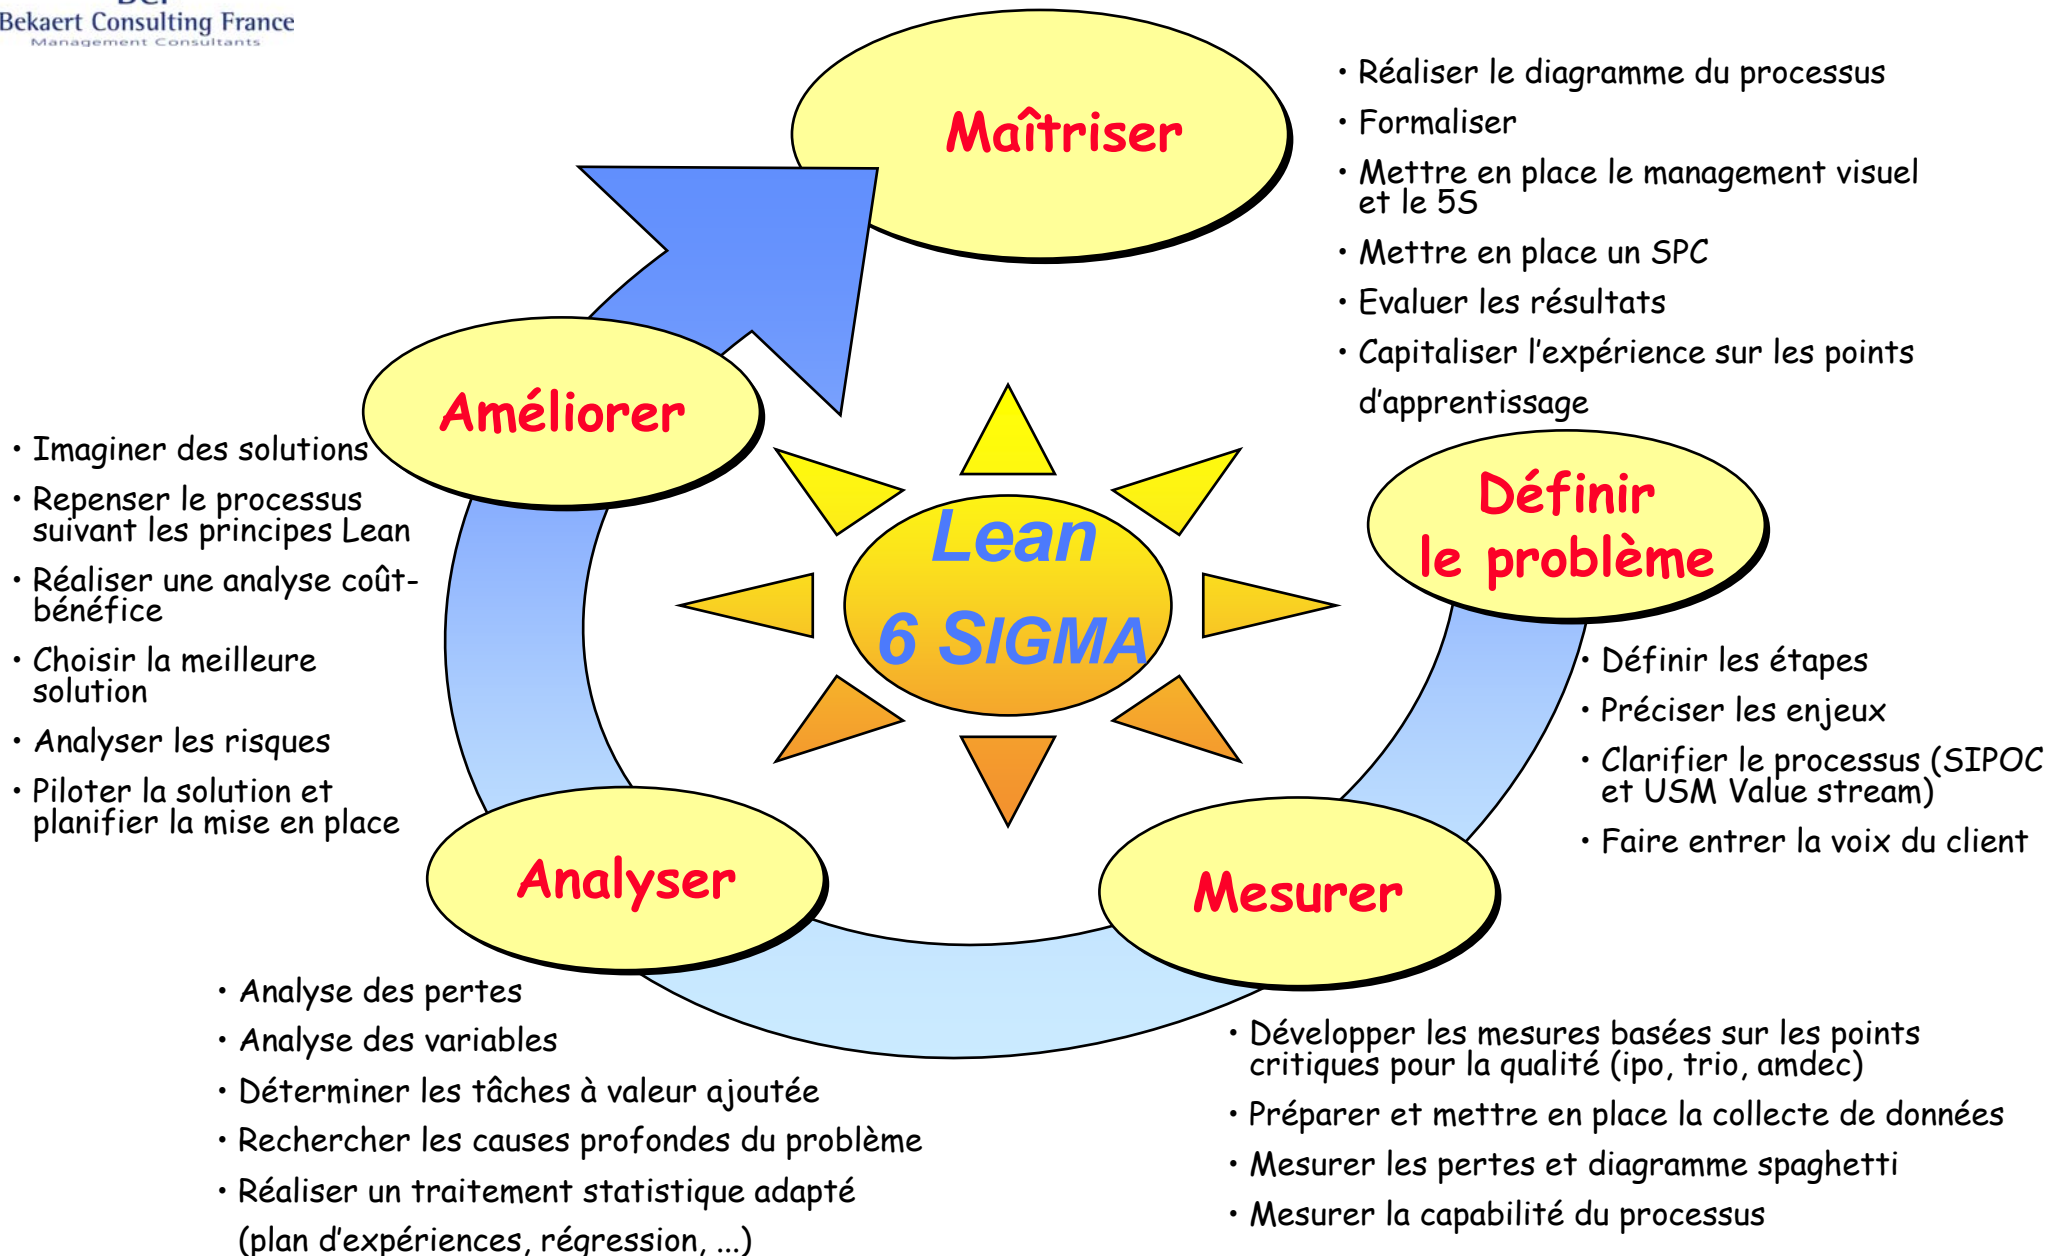 Bekaert Consulting France
Management Consultants
Maîtriser
• Réaliser le diagramme du processus
• Formaliser
• Mettre en place le management visuel
et le 5S
• Mettre en place un SPC
• Evaluer les résultats
• Capitaliser l'expérience sur les points
d'apprentissage
Améliorer
• Imaginer des solutions
• Repenser le processus
suivant les principes Lean
• Réaliser une analyse coût-
bénéfice
• Choisir la meilleure
solution
• Analyser les risques
• Piloter la solution et
planifier la mise en place
Lean
6 SIGMA
Définir
le problème
• Définir les étapes
• Préciser les enjeux
• Clarifier le processus (SIPOC
et USM Value stream)
• Faire entrer la voix du client
Analyser
• Analyse des pertes
• Analyse des variables
• Déterminer les tâches à valeur ajoutée
• Rechercher les causes profondes du problème
• Réaliser un traitement statistique adapté
(plan d'expériences, régression, ...)
Mesurer
• Développer les mesures basées sur les points
critiques pour la qualité (ipo, trio, amdec)
• Préparer et mettre en place la collecte de données
• Mesurer les pertes et diagramme spaghetti
• Mesurer la capabilité du processus